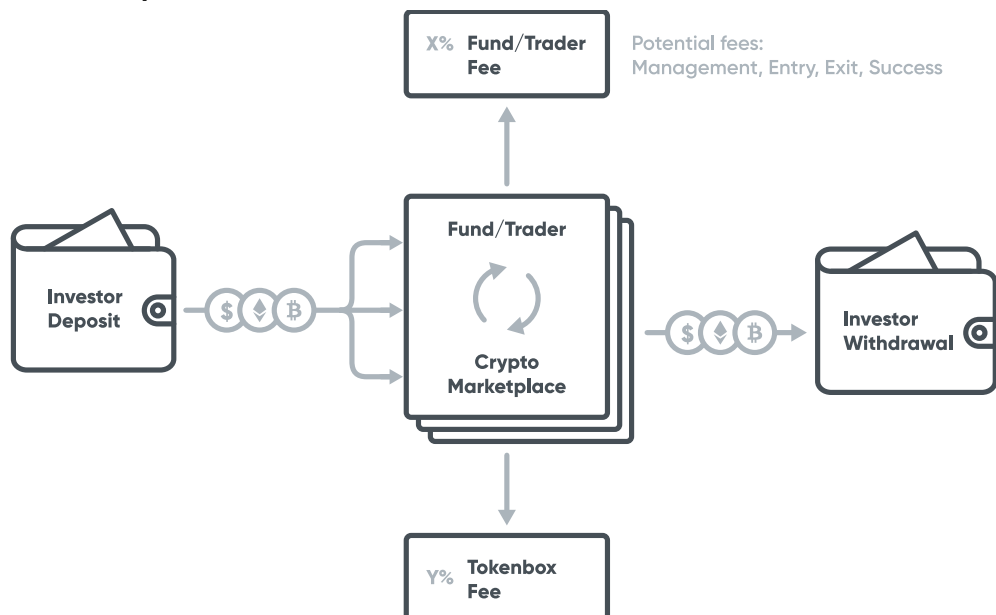 X% Fund/Trader
Fee
Potential fees:
Management, Entry, Exit, Success
Fund/Trader
Crypto
Marketplace
Investor
Deposit
$
₿
$
₿
Investor
Withdrawal
Y% Tokenbox
Fee